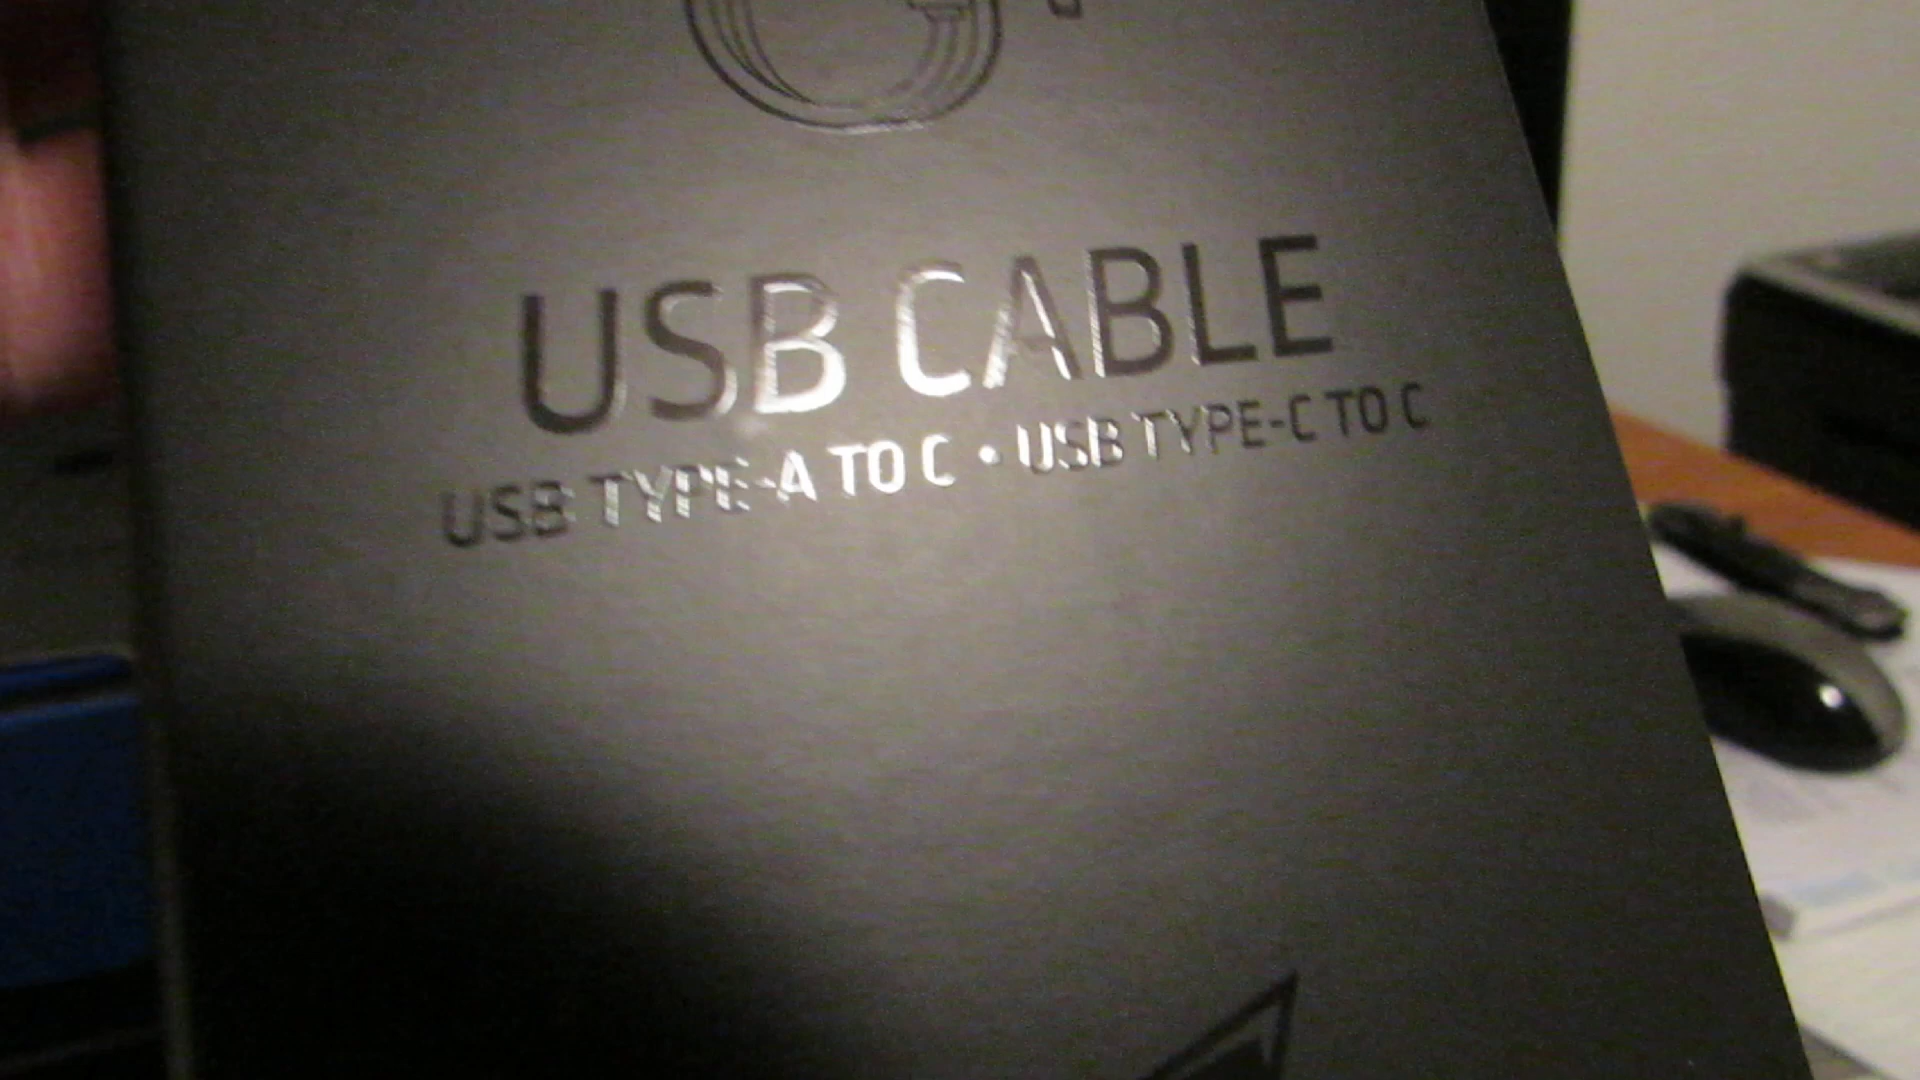 USB CABLE
USB TYPE-A TO C • USB TYPE-C TO C